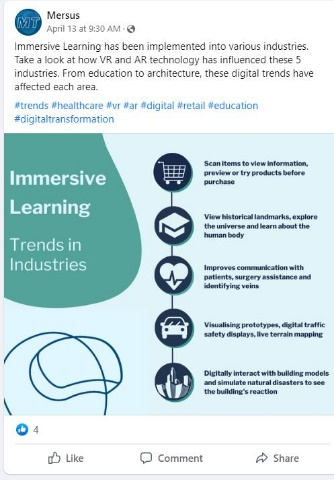 MT
Mersus
April 13 at 9:30 AM ·
Immersive Learning has been implemented into various industries.
Take a look at how VR and AR technology has influenced these 5
industries. From education to architecture, these digital trends have
affected each area.
#trends #healthcare #vr #ar #digital #retail #education
#digitaltransformation
Immersive
Learning
Trends in
Industries
Scan items to view information,
preview or try products before
purchase
View historical landmarks, explore
the universe and learn about the
human body
Improves communication with
patients, surgery assistance and
identifying veins
Visualising prototypes, digital traffic
safety displays, live terrain mapping
Digitally interact with building models
and simulate natural disasters to see
the building's reaction
4
Like
Comment
Share